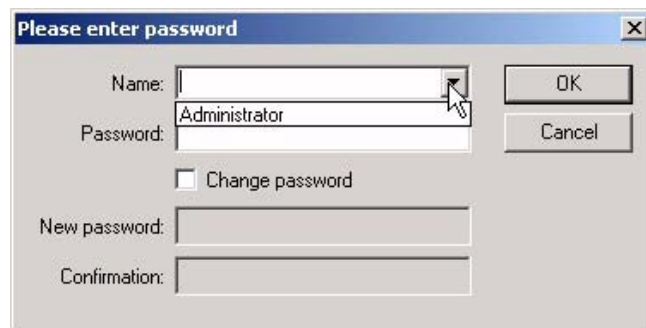 Please enter password
Name:
OK
Administrator
Password:
Cancel
Change password
New password:
Confirmation: